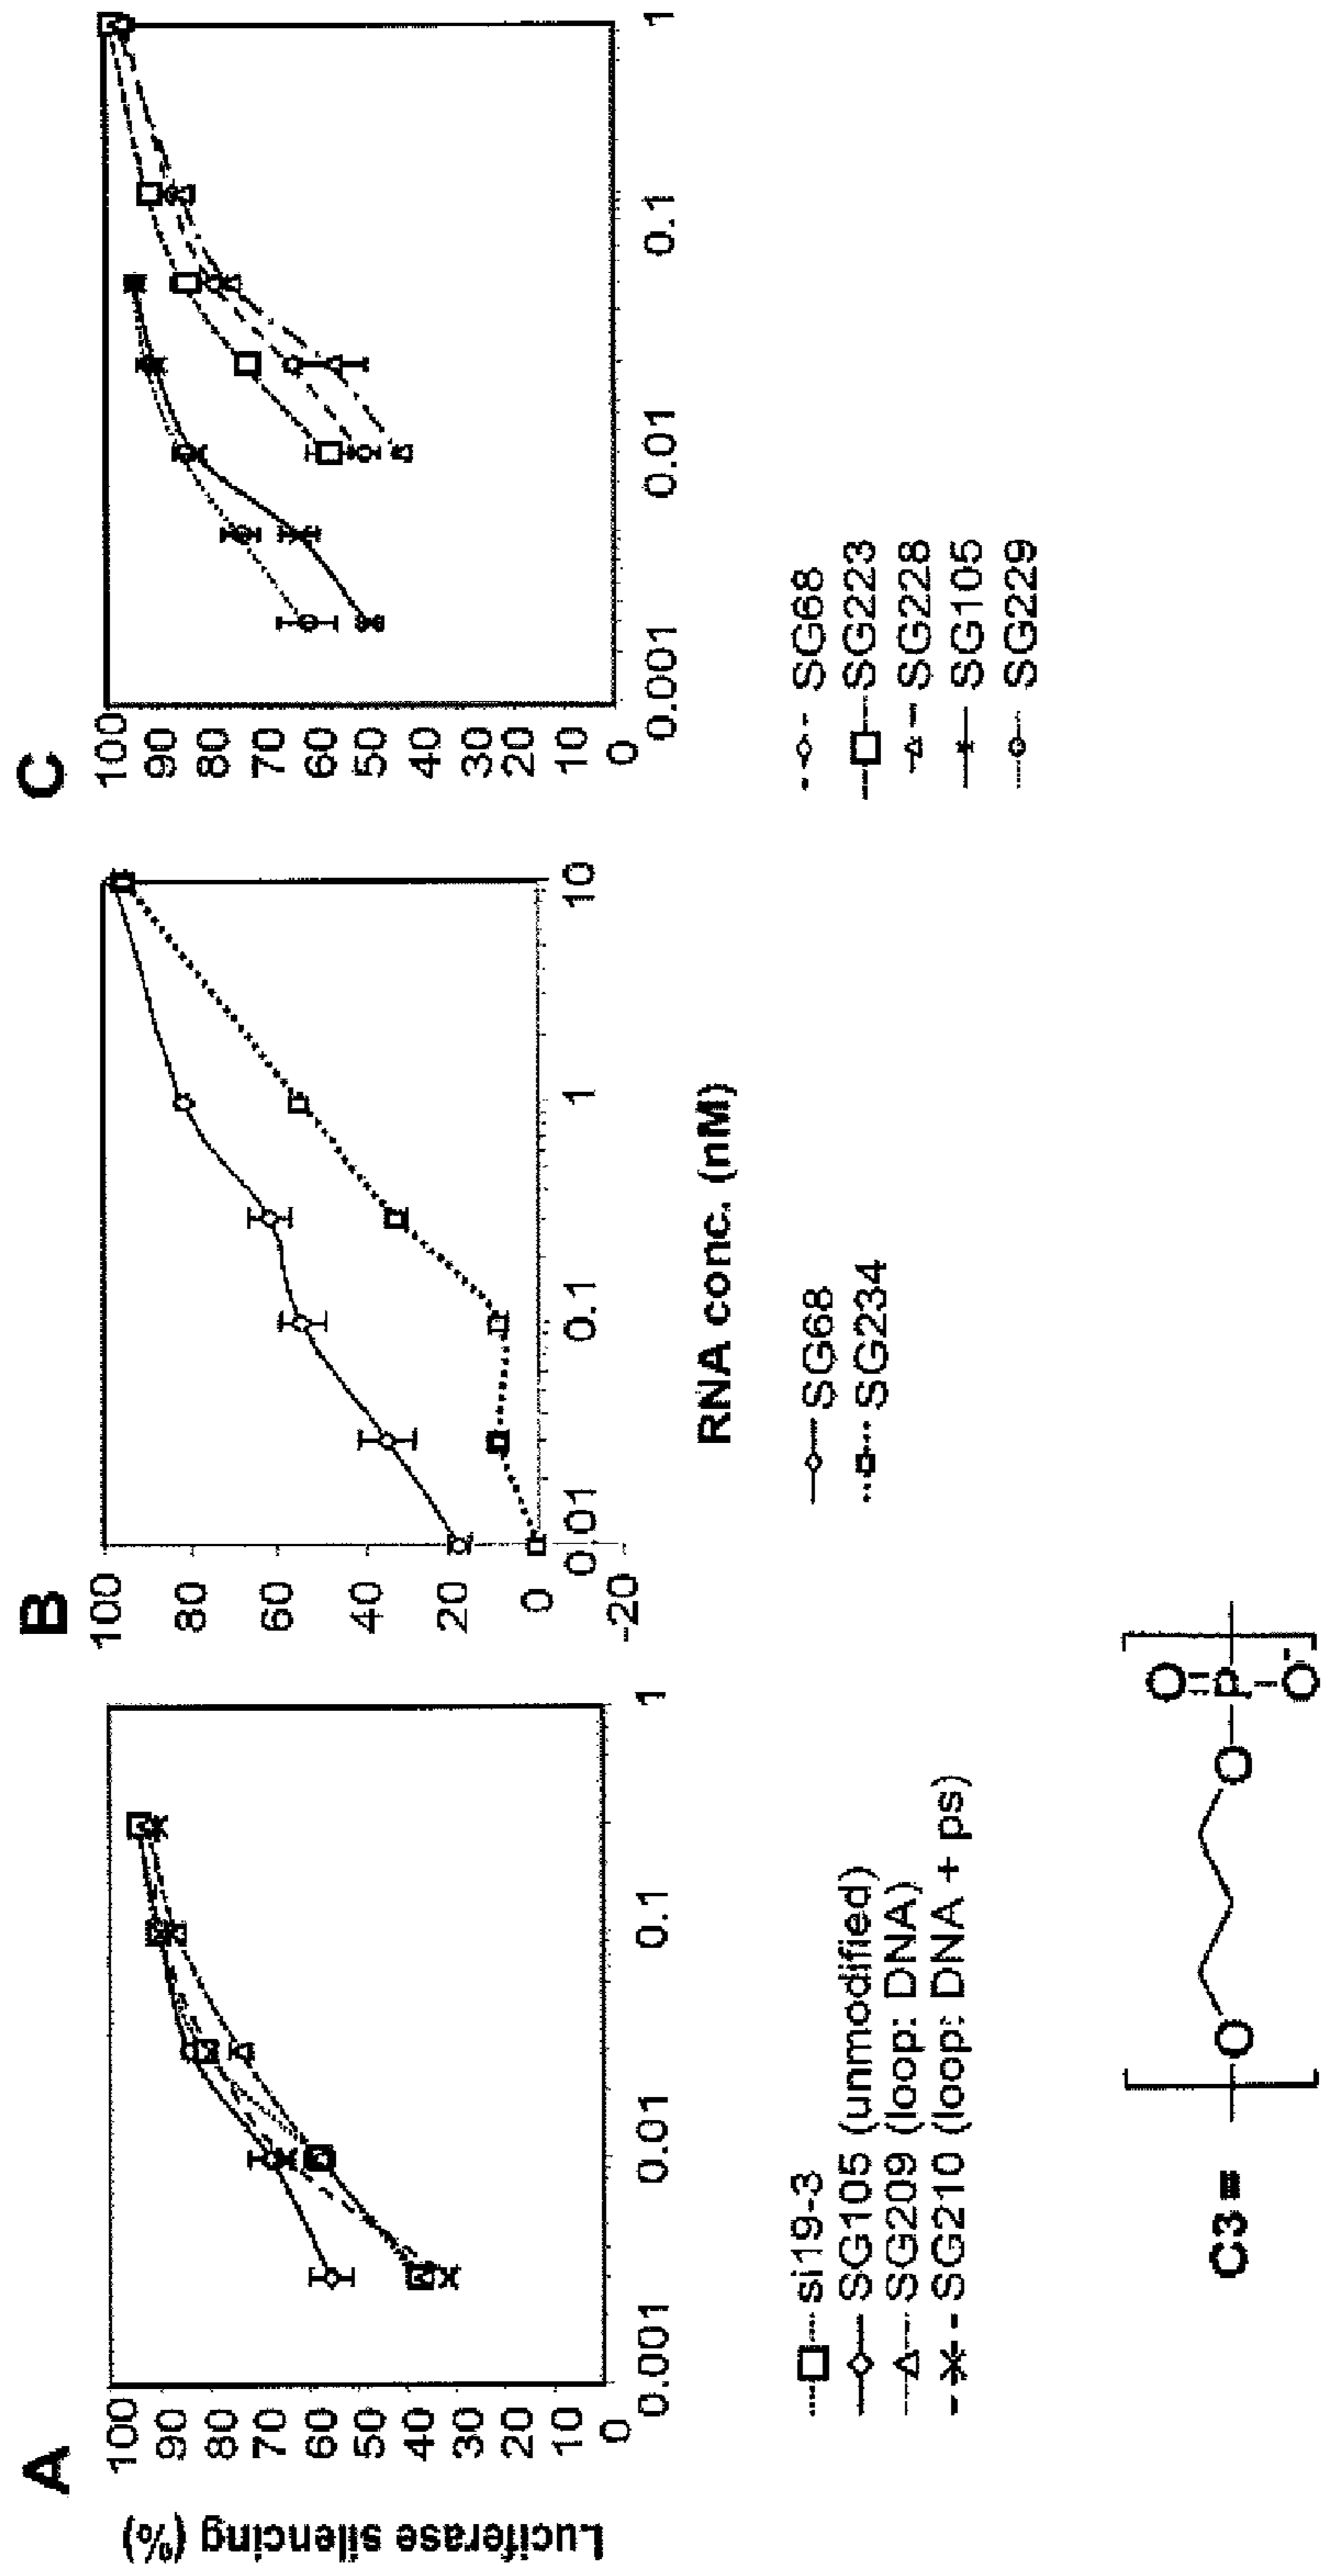 A
Luciferase silencing (%)
100
90
80
70
60
50
40
30
20
10
0
0.001
0.01
0.1
1
si19-3
SG105 (unmodified)
SG209 (loop: DNA)
SG210 (loop: DNA + ps)
B
100
80
60
40
20
0
-20
0.01
0.1
1
10
RNA conc. (nM)
SG68
SG234
C
100
90
80
70
60
50
40
30
20
10
0
0.001
0.01
0.1
1
SG68
SG223
SG228
SG105
SG229
C3 ≡
O
O
O
P
O-